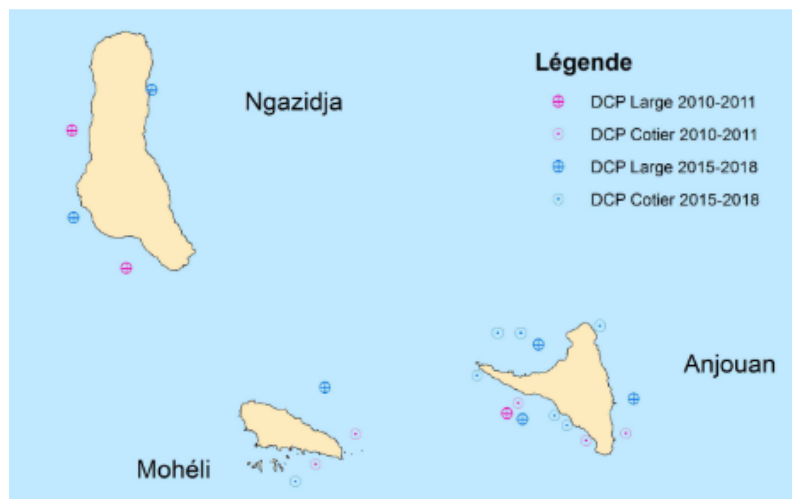 Légende
Ngazidja
DCP Large 2010-2011
DCP Cotier 2010-2011
DCP Large 2015-2018
DCP Cotier 2015-2018
Anjouan
Mohéli